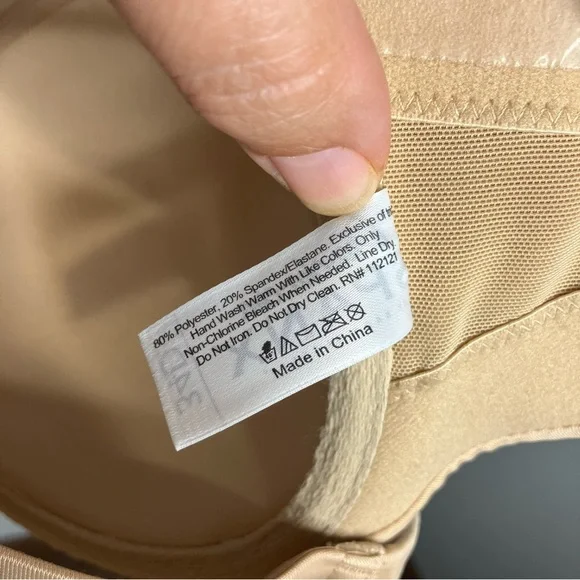 80% Polyester, 20% Spandex/Elastane. Exclusive of
Hand Wash Warm With Like Colors. Only
Non-Chlorine Bleach When Needed. Line Dry.
Do Not Iron. Do Not Dry Clean. RN# 112121
Made in China
34D